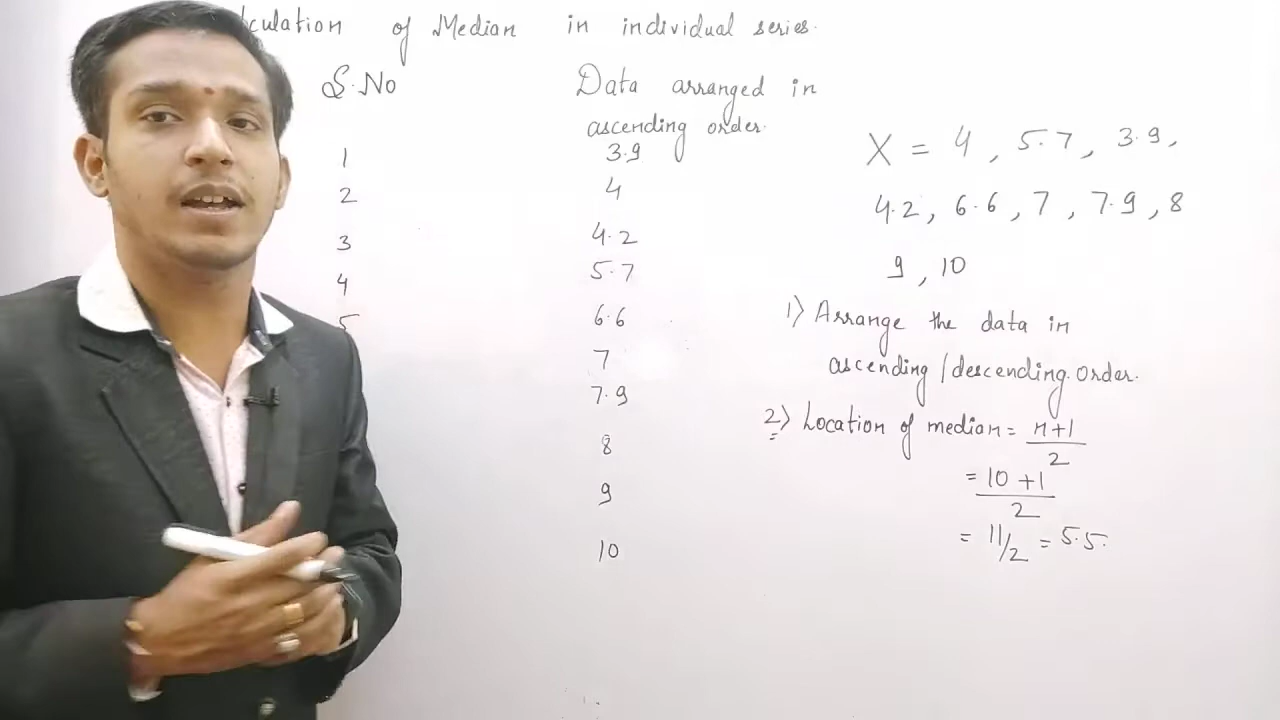 of Median in individual series.
S.No Data arranged in
ascending order.
1 3.9
2 4
3 4.2
4 5.7
5 6.6
7
7.9
8
9
10
X = 4, 5.7, 3.9,
4.2, 6.6, 7, 7.9, 8
9, 10
1) Arrange the data in
ascending/descending order.
2) Location of median = n+1
2
= 10+1
2
= 11/2 = 5.5.